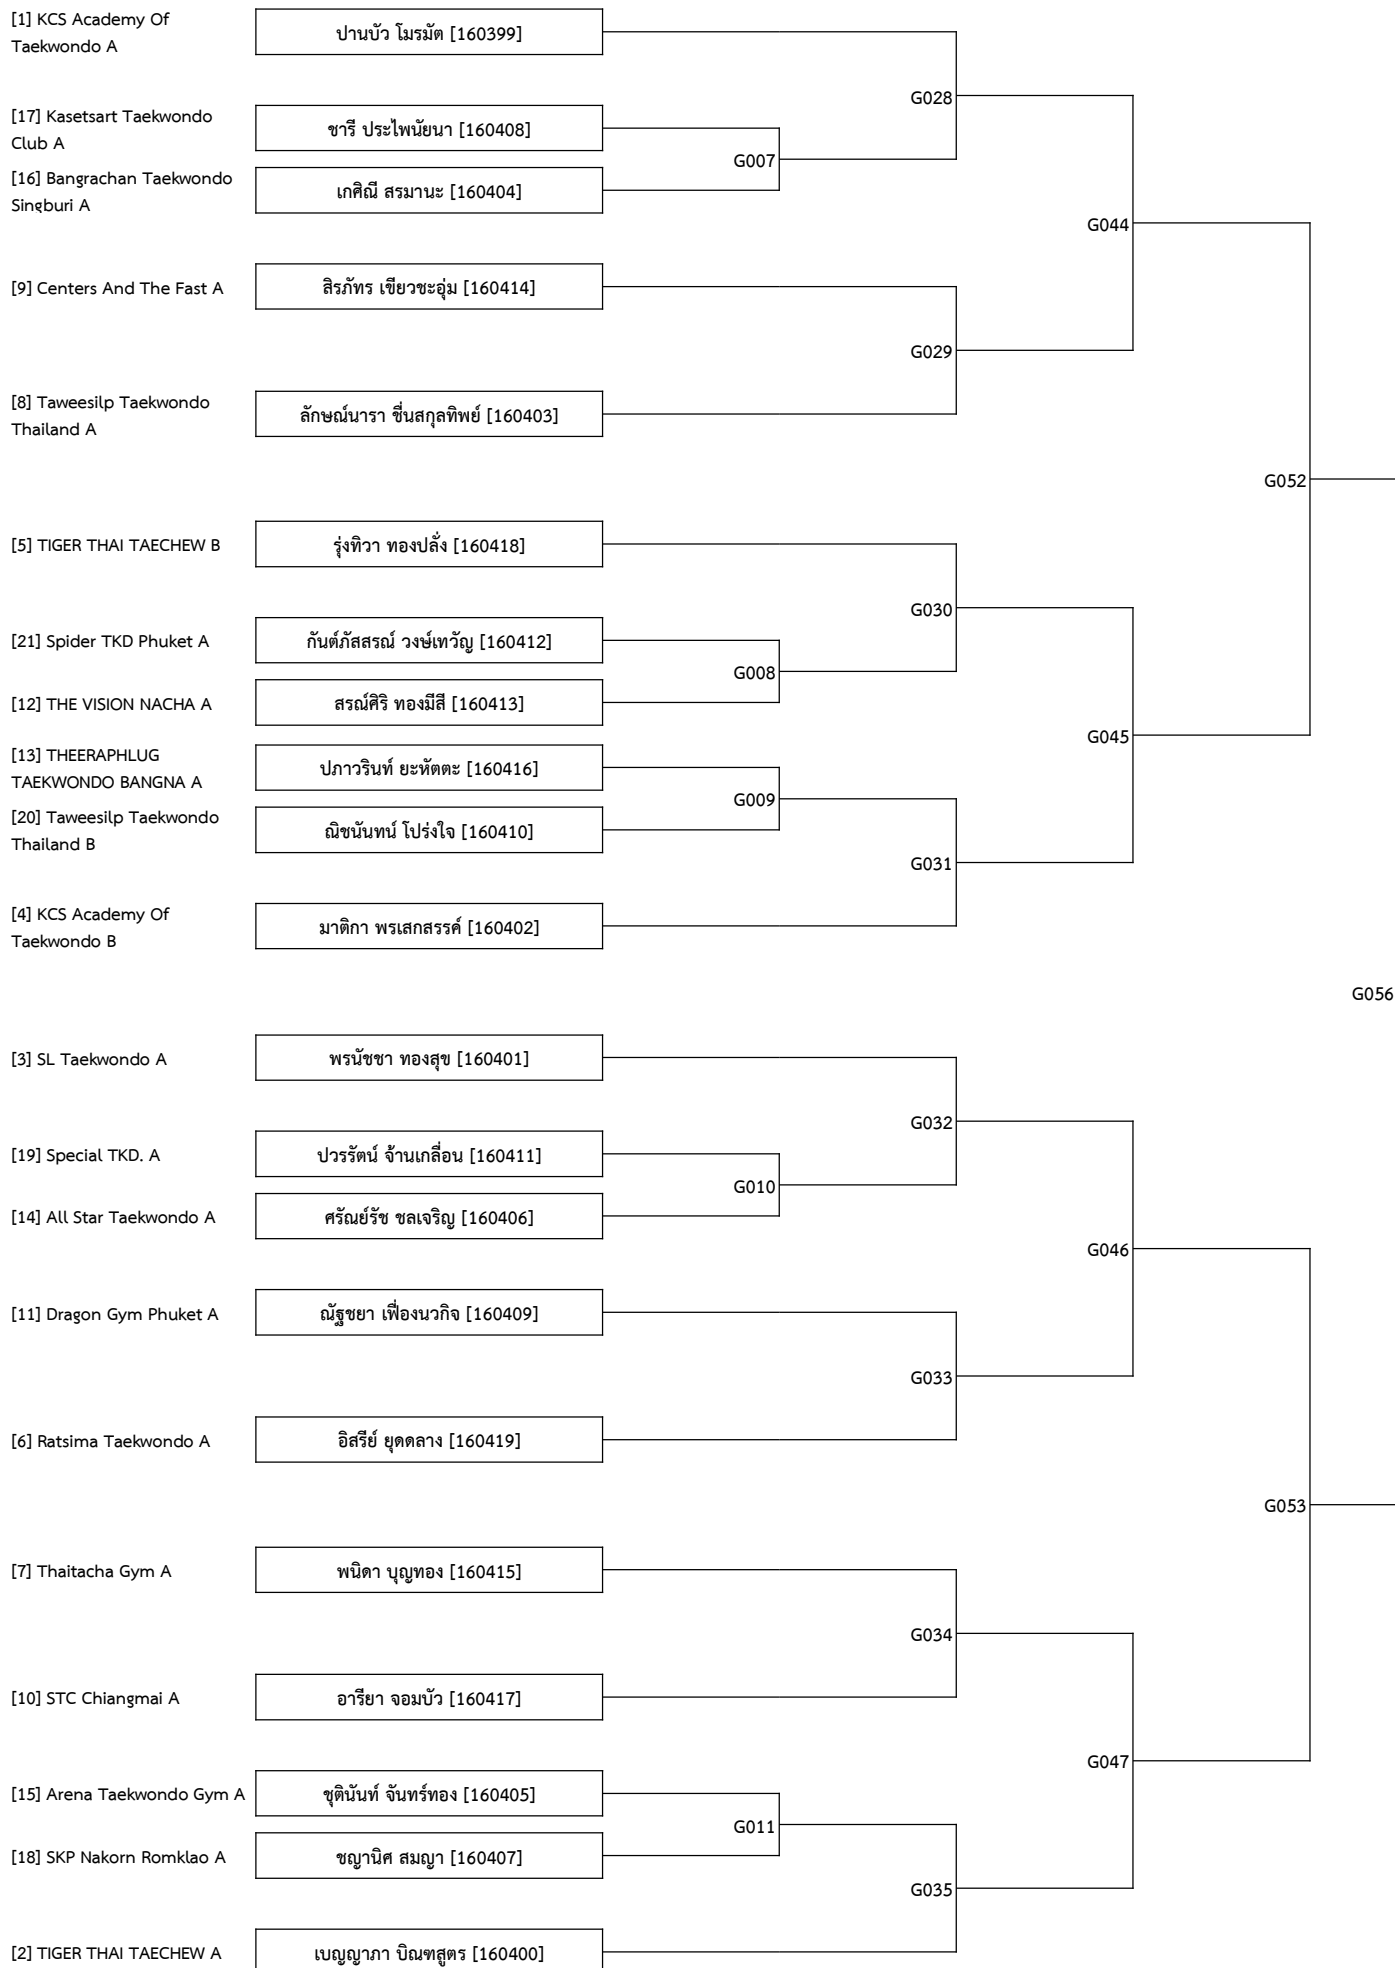 [1] KCS Academy Of
Taekwondo A
ปานบัว โมรมัต [160399]
G028
[17] Kasetsart Taekwondo
Club A
ชารี ประไพนัยนา [160408]
G007
[16] Bangrachan Taekwondo
Singburi A
เกศิณี สรมานะ [160404]
G044
[9] Centers And The Fast A
สิรภัทร เขียวชะอุ่ม [160414]
G029
[8] Taweesilp Taekwondo
Thailand A
ลักษณ์นารา ชื่นสกุลทิพย์ [160403]
G052
[5] TIGER THAI TAECHEW B
รุ่งทิวา ทองปลั่ง [160418]
G030
[21] Spider TKD Phuket A
กันต์ภัสสรณ์ วงษ์เทวัญ [160412]
G008
[12] THE VISION NACHA A
สรณ์ศิริ ทองมีสี [160413]
G045
[13] THEERAPHLUG
TAEKWONDO BANGNA A
ปภาวรินท์ ยะหัตตะ [160416]
G009
[20] Taweesilp Taekwondo
Thailand B
ณิชนันทน์ โปร่งใจ [160410]
G031
[4] KCS Academy Of
Taekwondo B
มาติกา พรเสกสรรค์ [160402]
G056
[3] SL Taekwondo A
พรนัชชา ทองสุข [160401]
G032
[19] Special TKD. A
ปวรรัตน์ จ้านเกลื่อน [160411]
G010
[14] All Star Taekwondo A
ศรัณย์รัช ชลเจริญ [160406]
G046
[11] Dragon Gym Phuket A
ณัฐชยา เฟื่องนวกิจ [160409]
G033
[6] Ratsima Taekwondo A
อิสรีย์ ยุดดลาง [160419]
G053
[7] Thaitacha Gym A
พนิดา บุญทอง [160415]
G034
[10] STC Chiangmai A
อารียา จอมบัว [160417]
G047
[15] Arena Taekwondo Gym A
ชุตินันท์ จันทร์ทอง [160405]
G011
[18] SKP Nakorn Romklao A
ชญานิศ สมญา [160407]
G035
[2] TIGER THAI TAECHEW A
เบญญาภา บิณฑสูตร [160400]